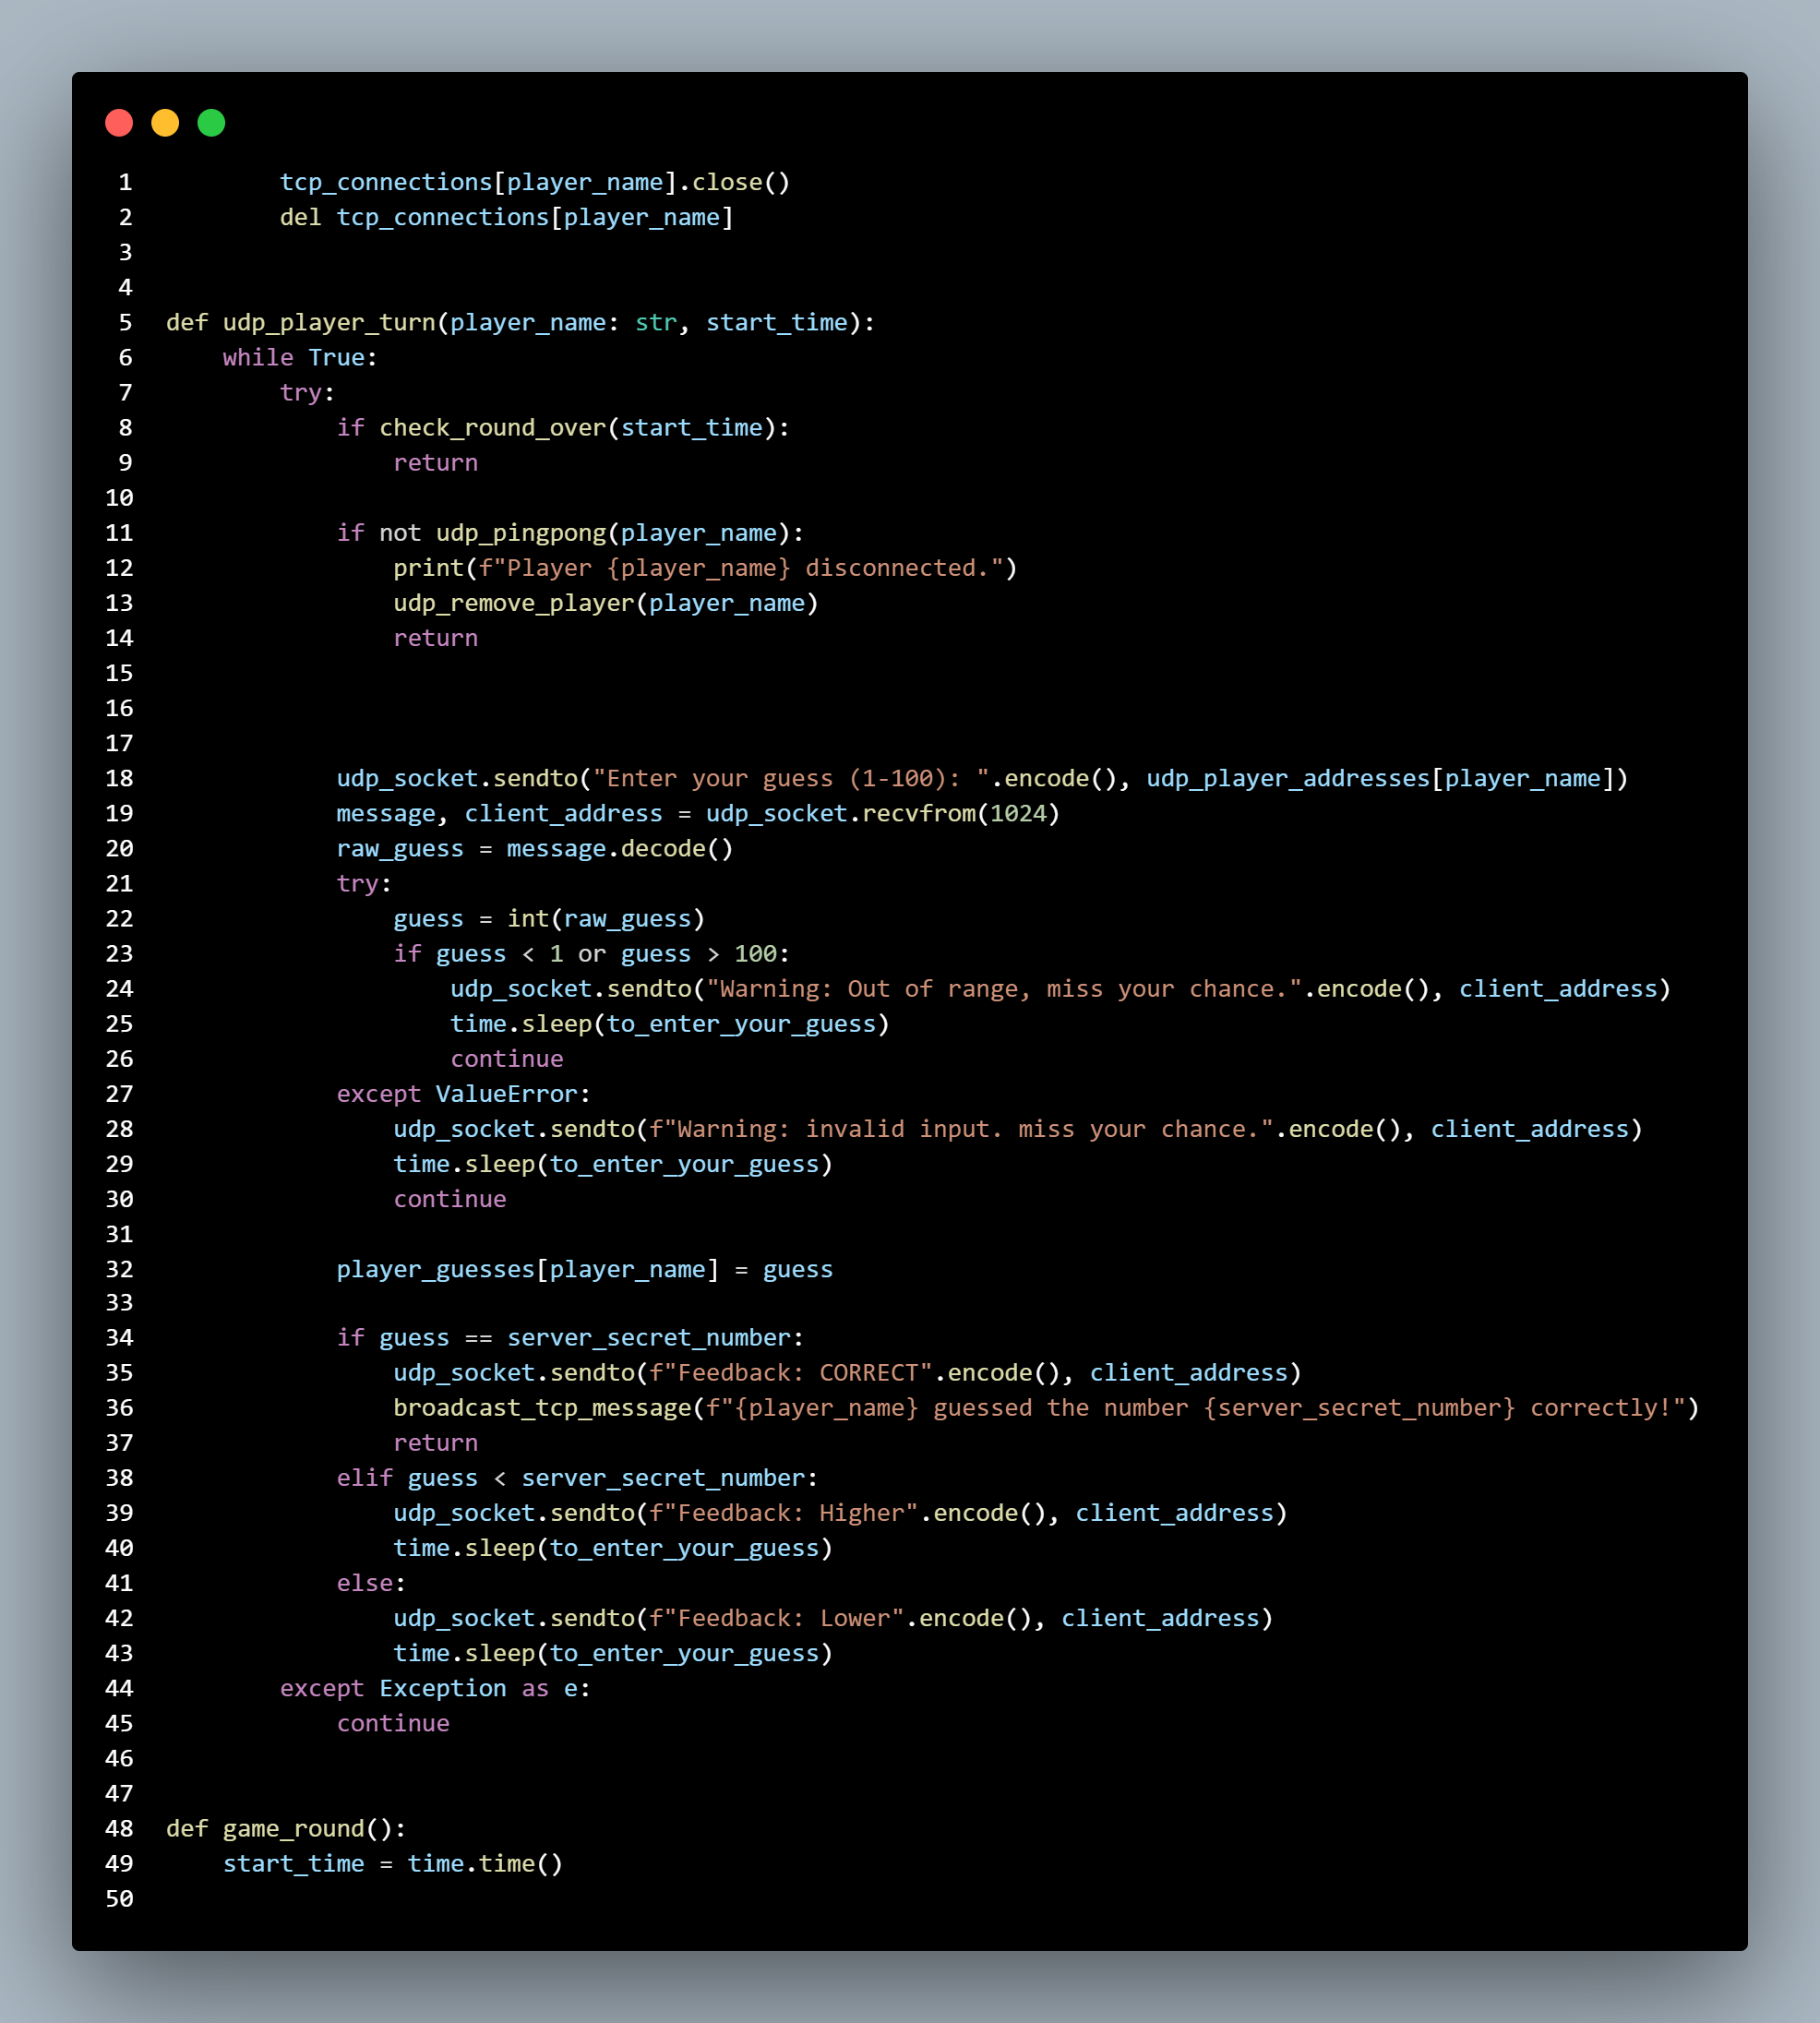 1 tcp_connections[player_name].close()
2 del tcp_connections[player_name]
3
4
5 def udp_player_turn(player_name: str, start_time):
6 while True:
7 try:
8 if check_round_over(start_time):
9 return
10
11 if not udp_pingpong(player_name):
12 print(f"Player {player_name} disconnected.")
13 udp_remove_player(player_name)
14 return
15
16
17
18 udp_socket.sendto("Enter your guess (1-100): ".encode(), udp_player_addresses[player_name])
19 message, client_address = udp_socket.recvfrom(1024)
20 raw_guess = message.decode()
21 try:
22 guess = int(raw_guess)
23 if guess < 1 or guess > 100:
24 udp_socket.sendto("Warning: Out of range, miss your chance.".encode(), client_address)
25 time.sleep(to_enter_your_guess)
26 continue
27 except ValueError:
28 udp_socket.sendto(f"Warning: invalid input. miss your chance.".encode(), client_address)
29 time.sleep(to_enter_your_guess)
30 continue
31
32 player_guesses[player_name] = guess
33
34 if guess == server_secret_number:
35 udp_socket.sendto(f"Feedback: CORRECT".encode(), client_address)
36 broadcast_tcp_message(f"{player_name} guessed the number {server_secret_number} correctly!")
37 return
38 elif guess < server_secret_number:
39 udp_socket.sendto(f"Feedback: Higher".encode(), client_address)
40 time.sleep(to_enter_your_guess)
41 else:
42 udp_socket.sendto(f"Feedback: Lower".encode(), client_address)
43 time.sleep(to_enter_your_guess)
44 except Exception as e:
45 continue
46
47
48 def game_round():
49 start_time = time.time()
50